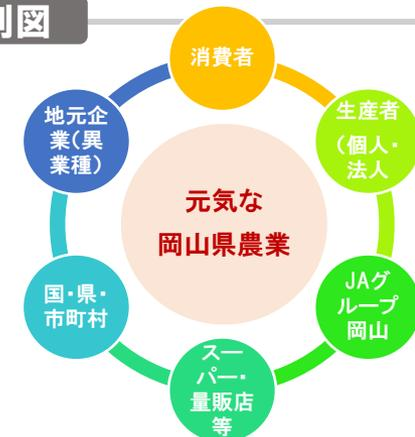 図
消費者
生産者
（個人・
法人
JAグ
ループ
岡山
スー
パー・
量販店
等
国・県・
市町村
地元企
業（異
業種）
元気な
岡山県農業